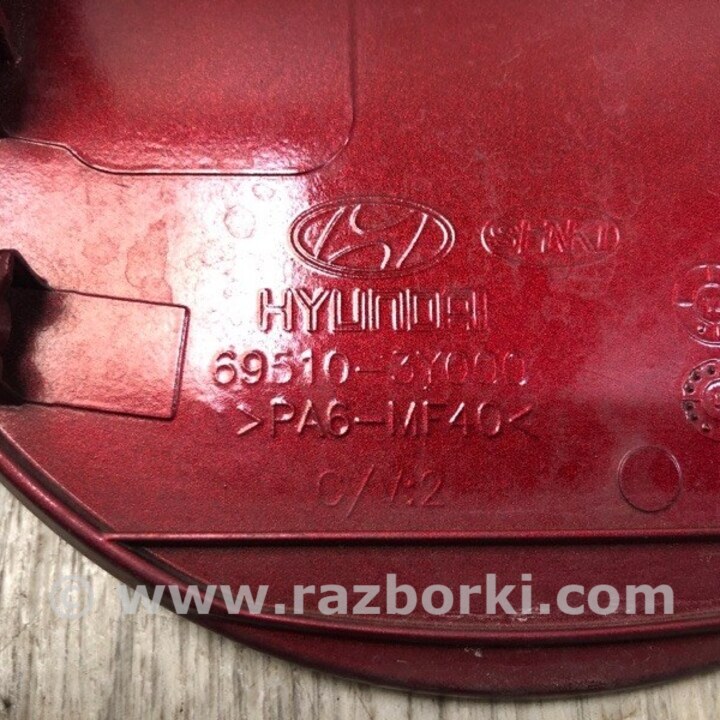 HYUNDAI
69510-3Y000
>PA6-MF40<
C/V:2
© www.razborki.com